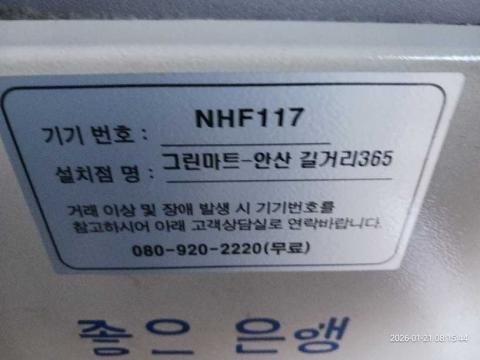 NHF117
기기 번호 :
설치점 명 : 그린마트-안산 길거리365
거래 이상 및 장애 발생 시 기기번호를
참고하시어 아래 고객상담실로 연락바랍니다.
080-920-2220(무료)
좋은 은행
2026-01-21 08:15:44